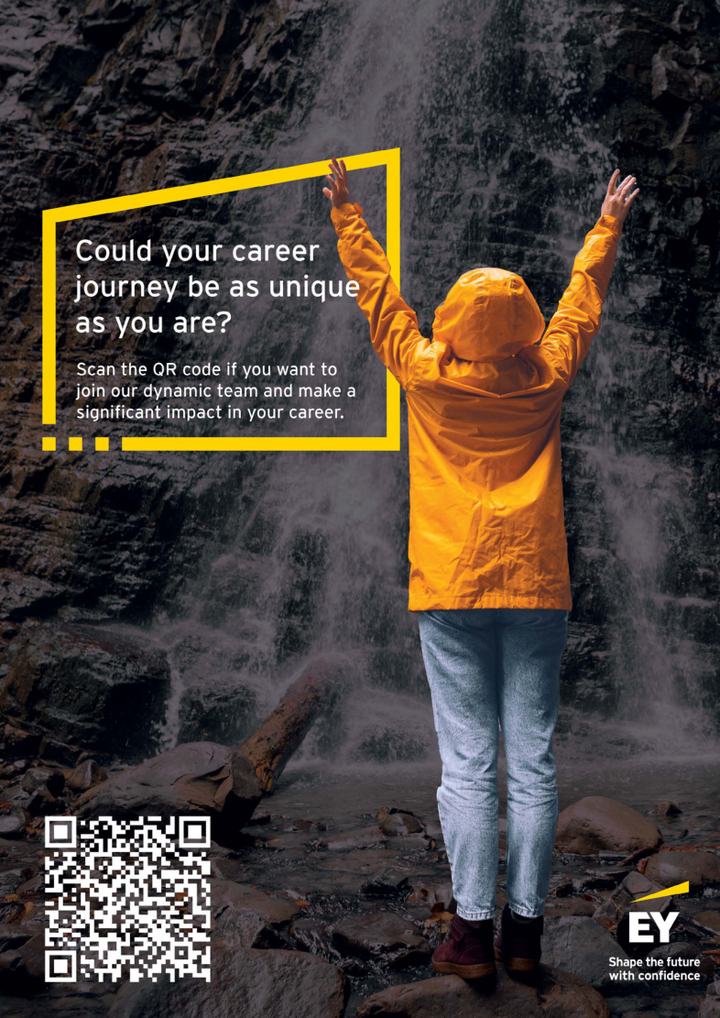 Could your career
journey be as unique
as you are?
Scan the QR code if you want to
join our dynamic team and make a
significant impact in your career.
EY
Shape the future
with confidence